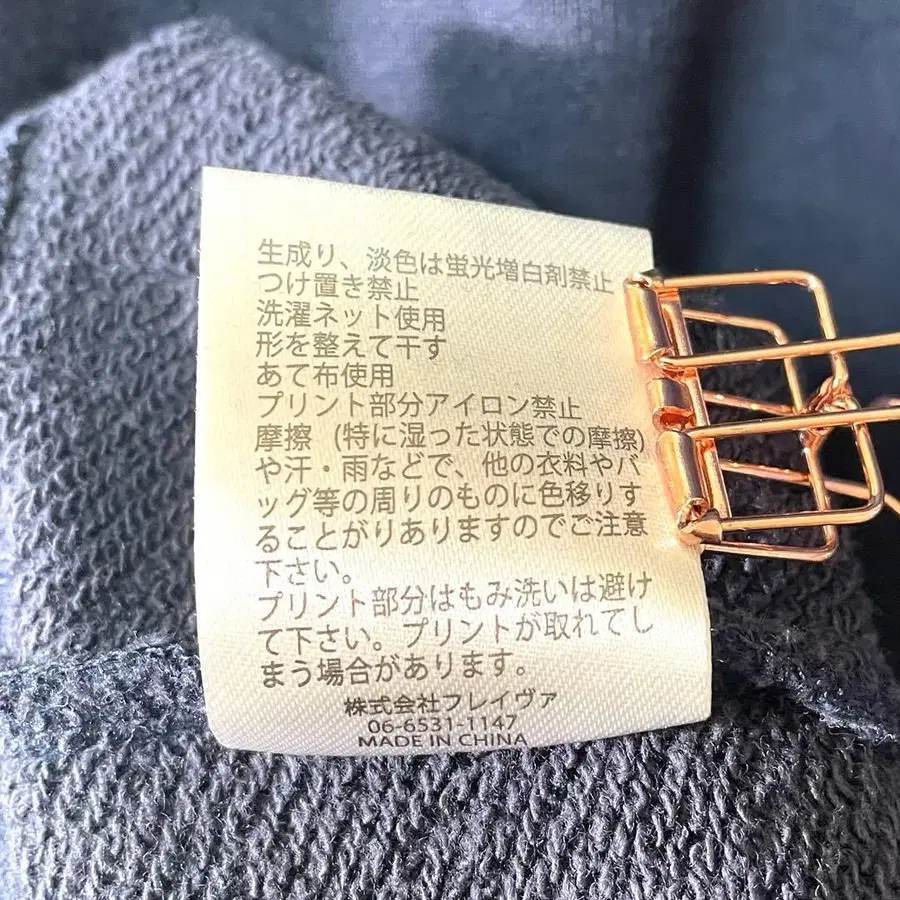 生成り、淡色は蛍光増白剤禁止
つけ置き禁止
洗濯ネット使用
形を整えて干す
あて布使用
プリント部分アイロン禁止
摩擦（特に湿った状態での摩擦）
や汗・雨などで、他の衣料やバ
ッグ等の周りのものに色移りす
ることがありますのでご注意
下さい。
プリント部分はもみ洗いは避け
て下さい。プリントが取れてし
まう場合があります。
株式会社フレイヴァ
06-6531-1147
MADE IN CHINA